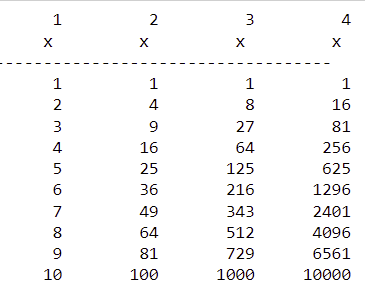 1 2 3 4
x x x x
-----------------------------------
1 1 1 1
2 4 8 16
3 9 27 81
4 16 64 256
5 25 125 625
6 36 216 1296
7 49 343 2401
8 64 512 4096
9 81 729 6561
10 100 1000 10000